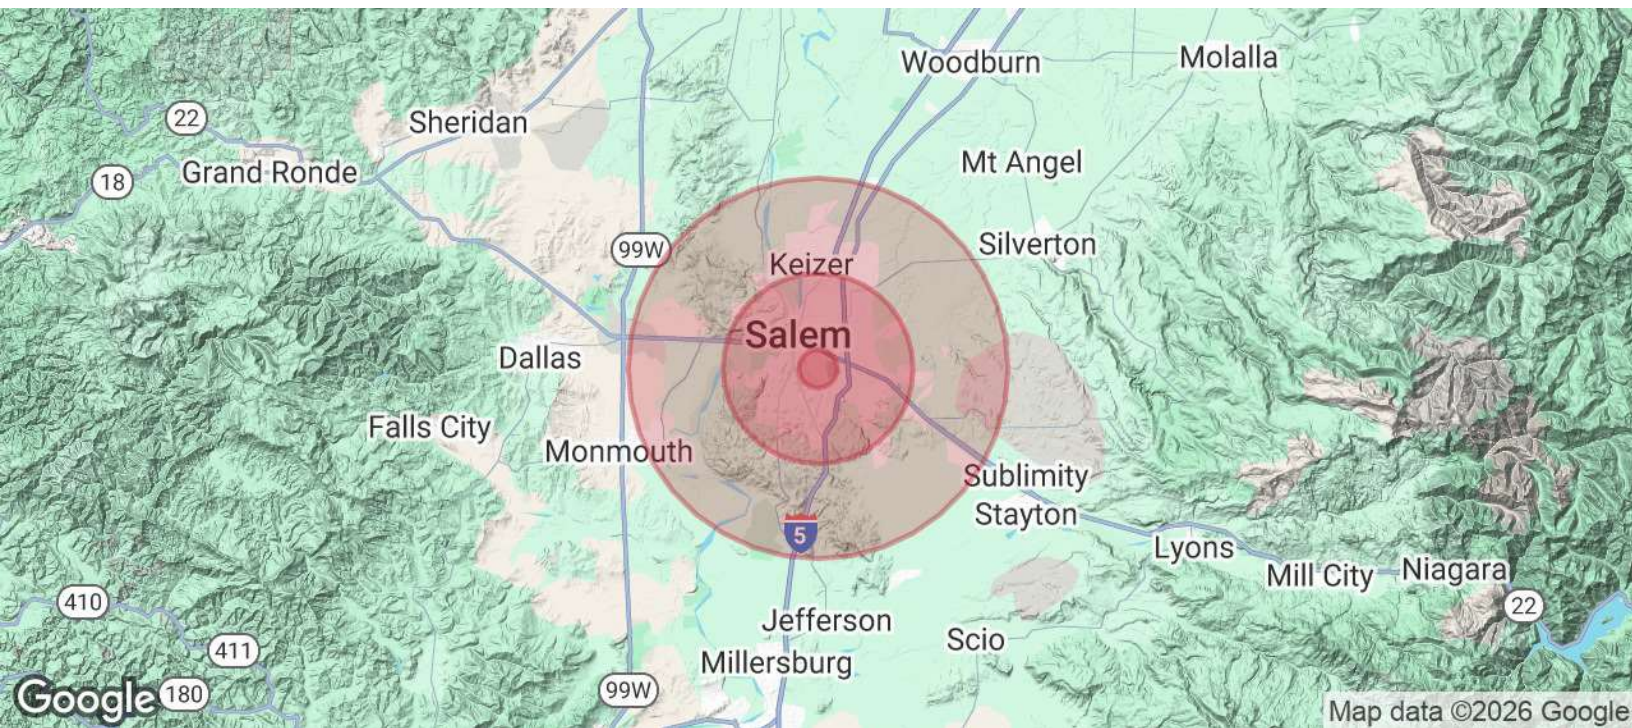 Woodburn
Molalla
22
Sheridan
Mt Angel
Grand Ronde
18
99W
Silverton
Keizer
Salem
Dallas
Falls City
Monmouth
Sublimity
Stayton
5
Lyons
Mill City
Niagara
410
22
Jefferson
Scio
411
Millersburg
99W
Google
180
Map data ©2026 Google